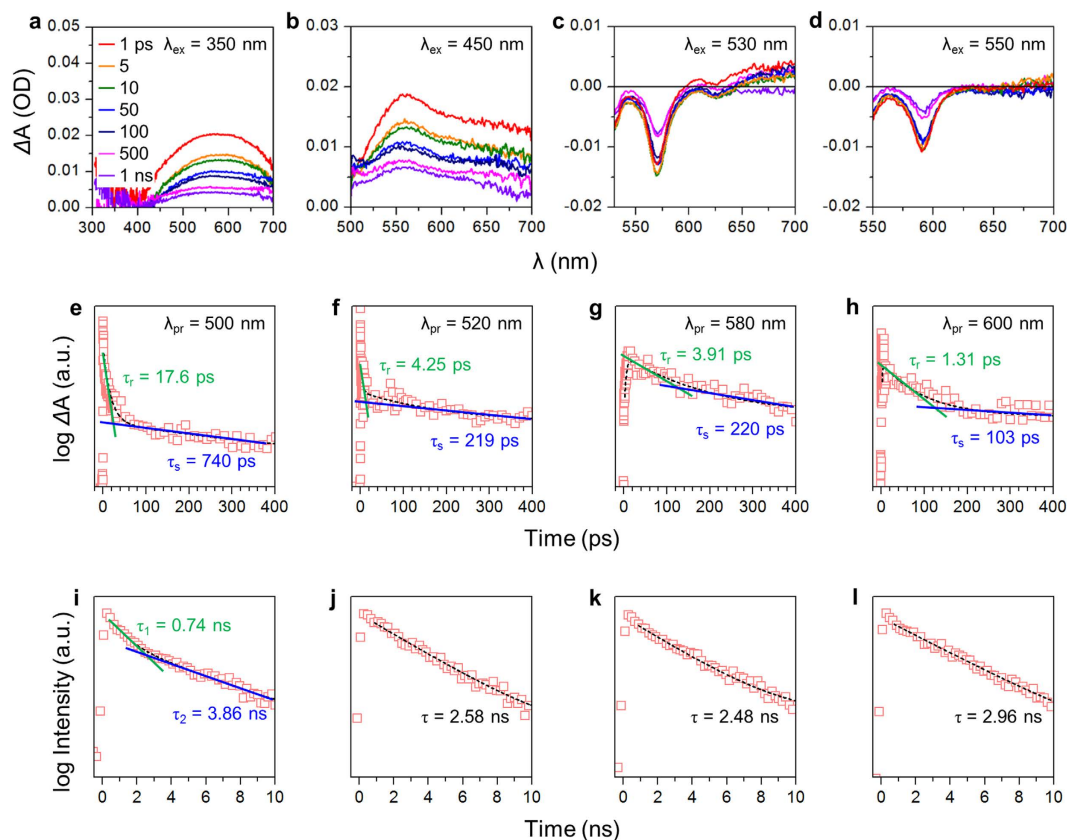 a
λex = 350 nm
1 ps
5
10
50
100
500
1 ns
0.05
0.04
0.03
0.02
0.01
0.00
300
400
500
600
700
ΔA (OD)
b
λex = 450 nm
0.03
0.02
0.01
0.00
500
550
600
650
700
c
λex = 530 nm
0.01
0.00
-0.01
-0.02
550
600
650
700
d
λex = 550 nm
0.01
0.00
-0.01
-0.02
50
600
650
700
λ (nm)
e
λpr = 500 nm
τr = 17.6 ps
τs = 740 ps
0
100
200
300
400
log ΔA (a.u.)
f
λpr = 520 nm
τr = 4.25 ps
τs = 219 ps
0
100
200
300
400
g
λpr = 580 nm
τr = 3.91 ps
τs = 220 ps
0
100
200
300
400
h
λpr = 600 nm
τr = 1.31 ps
τs = 103 ps
0
100
200
300
400
Time (ps)
i
τ1 = 0.74 ns
τ2 = 3.86 ns
0
2
4
6
8
10
log Intensity (a.u.)
j
τ = 2.58 ns
0
2
4
6
8
10
k
τ = 2.48 ns
0
2
4
6
8
10
l
τ = 2.96 ns
0
2
4
6
8
10
Time (ns)